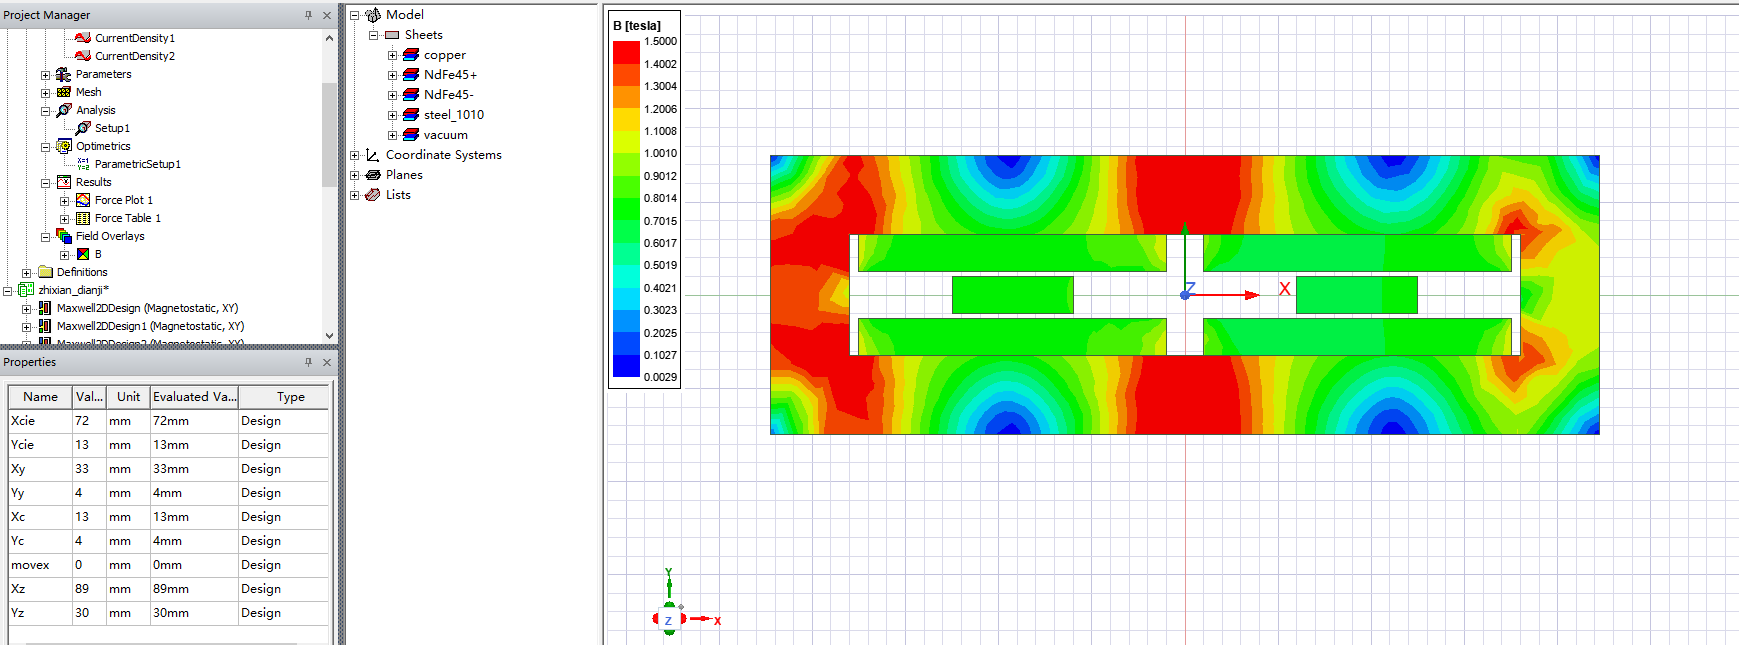 Project Manager
CurrentDensity1
CurrentDensity2
Parameters
Mesh
Analysis
Setup1
Optimetrics
ParametricSetup1
Results
Force Plot 1
Force Table 1
Field Overlays
B
Definitions
zhixian_dianji*
Maxwell2DDesign (Magnetostatic, XY)
Maxwell2DDesign1 (Magnetostatic, XY)
Maxwell2DDesign2 (Magnetostatic, XY)
Properties
Name Val... Unit Evaluated Va... Type
Xcie 72 mm 72mm Design
Ycie 13 mm 13mm Design
Xy 33 mm 33mm Design
Yy 4 mm 4mm Design
Xc 13 mm 13mm Design
Yc 4 mm 4mm Design
movex 0 mm 0mm Design
Xz 89 mm 89mm Design
Yz 30 mm 30mm Design
Model
Sheets
copper
NdFe45+
NdFe45-
steel_1010
vacuum
Coordinate Systems
Planes
Lists
B [tesla]
1.5000
1.4002
1.3004
1.2006
1.1008
1.0010
0.9012
0.8014
0.7015
0.6017
0.5019
0.4021
0.3023
0.2025
0.1027
0.0029
Z
X
Y
Z
X